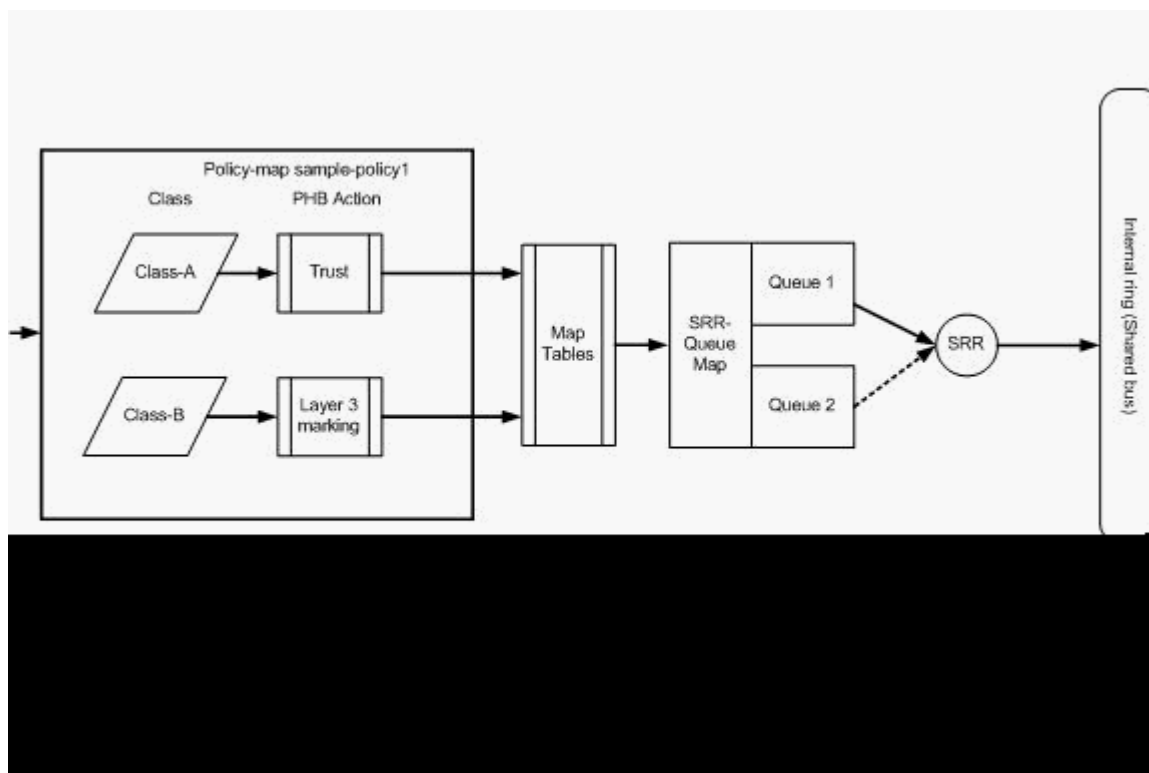 Policy-map sample-policy1
Class
PHB Action
Class-A
Trust
Class-B
Layer 3
marking
Map
Tables
SRR-
Queue
Map
Queue 1
Queue 2
SRR
Internal ring (Shared bus)